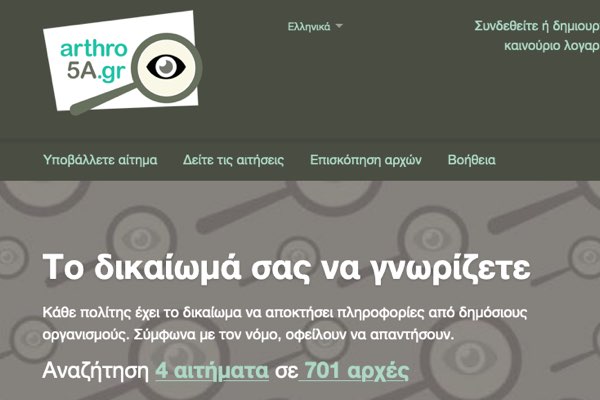 arthro
5A.gr
Ελληνικά
Συνδεθείτε ή δημιουρ
καινούριο λογαρ
Υποβάλλετε αίτημα Δείτε τις αιτήσεις Επισκόπηση αρχών Βοήθεια
Το δικαίωμά σας να γνωρίζετε
Κάθε πολίτης έχει το δικαίωμα να αποκτήσει πληροφορίες από δημόσιους
οργανισμούς. Σύμφωνα με τον νόμο, οφείλουν να απαντήσουν.
Αναζήτηση 4 αιτήματα σε 701 αρχές